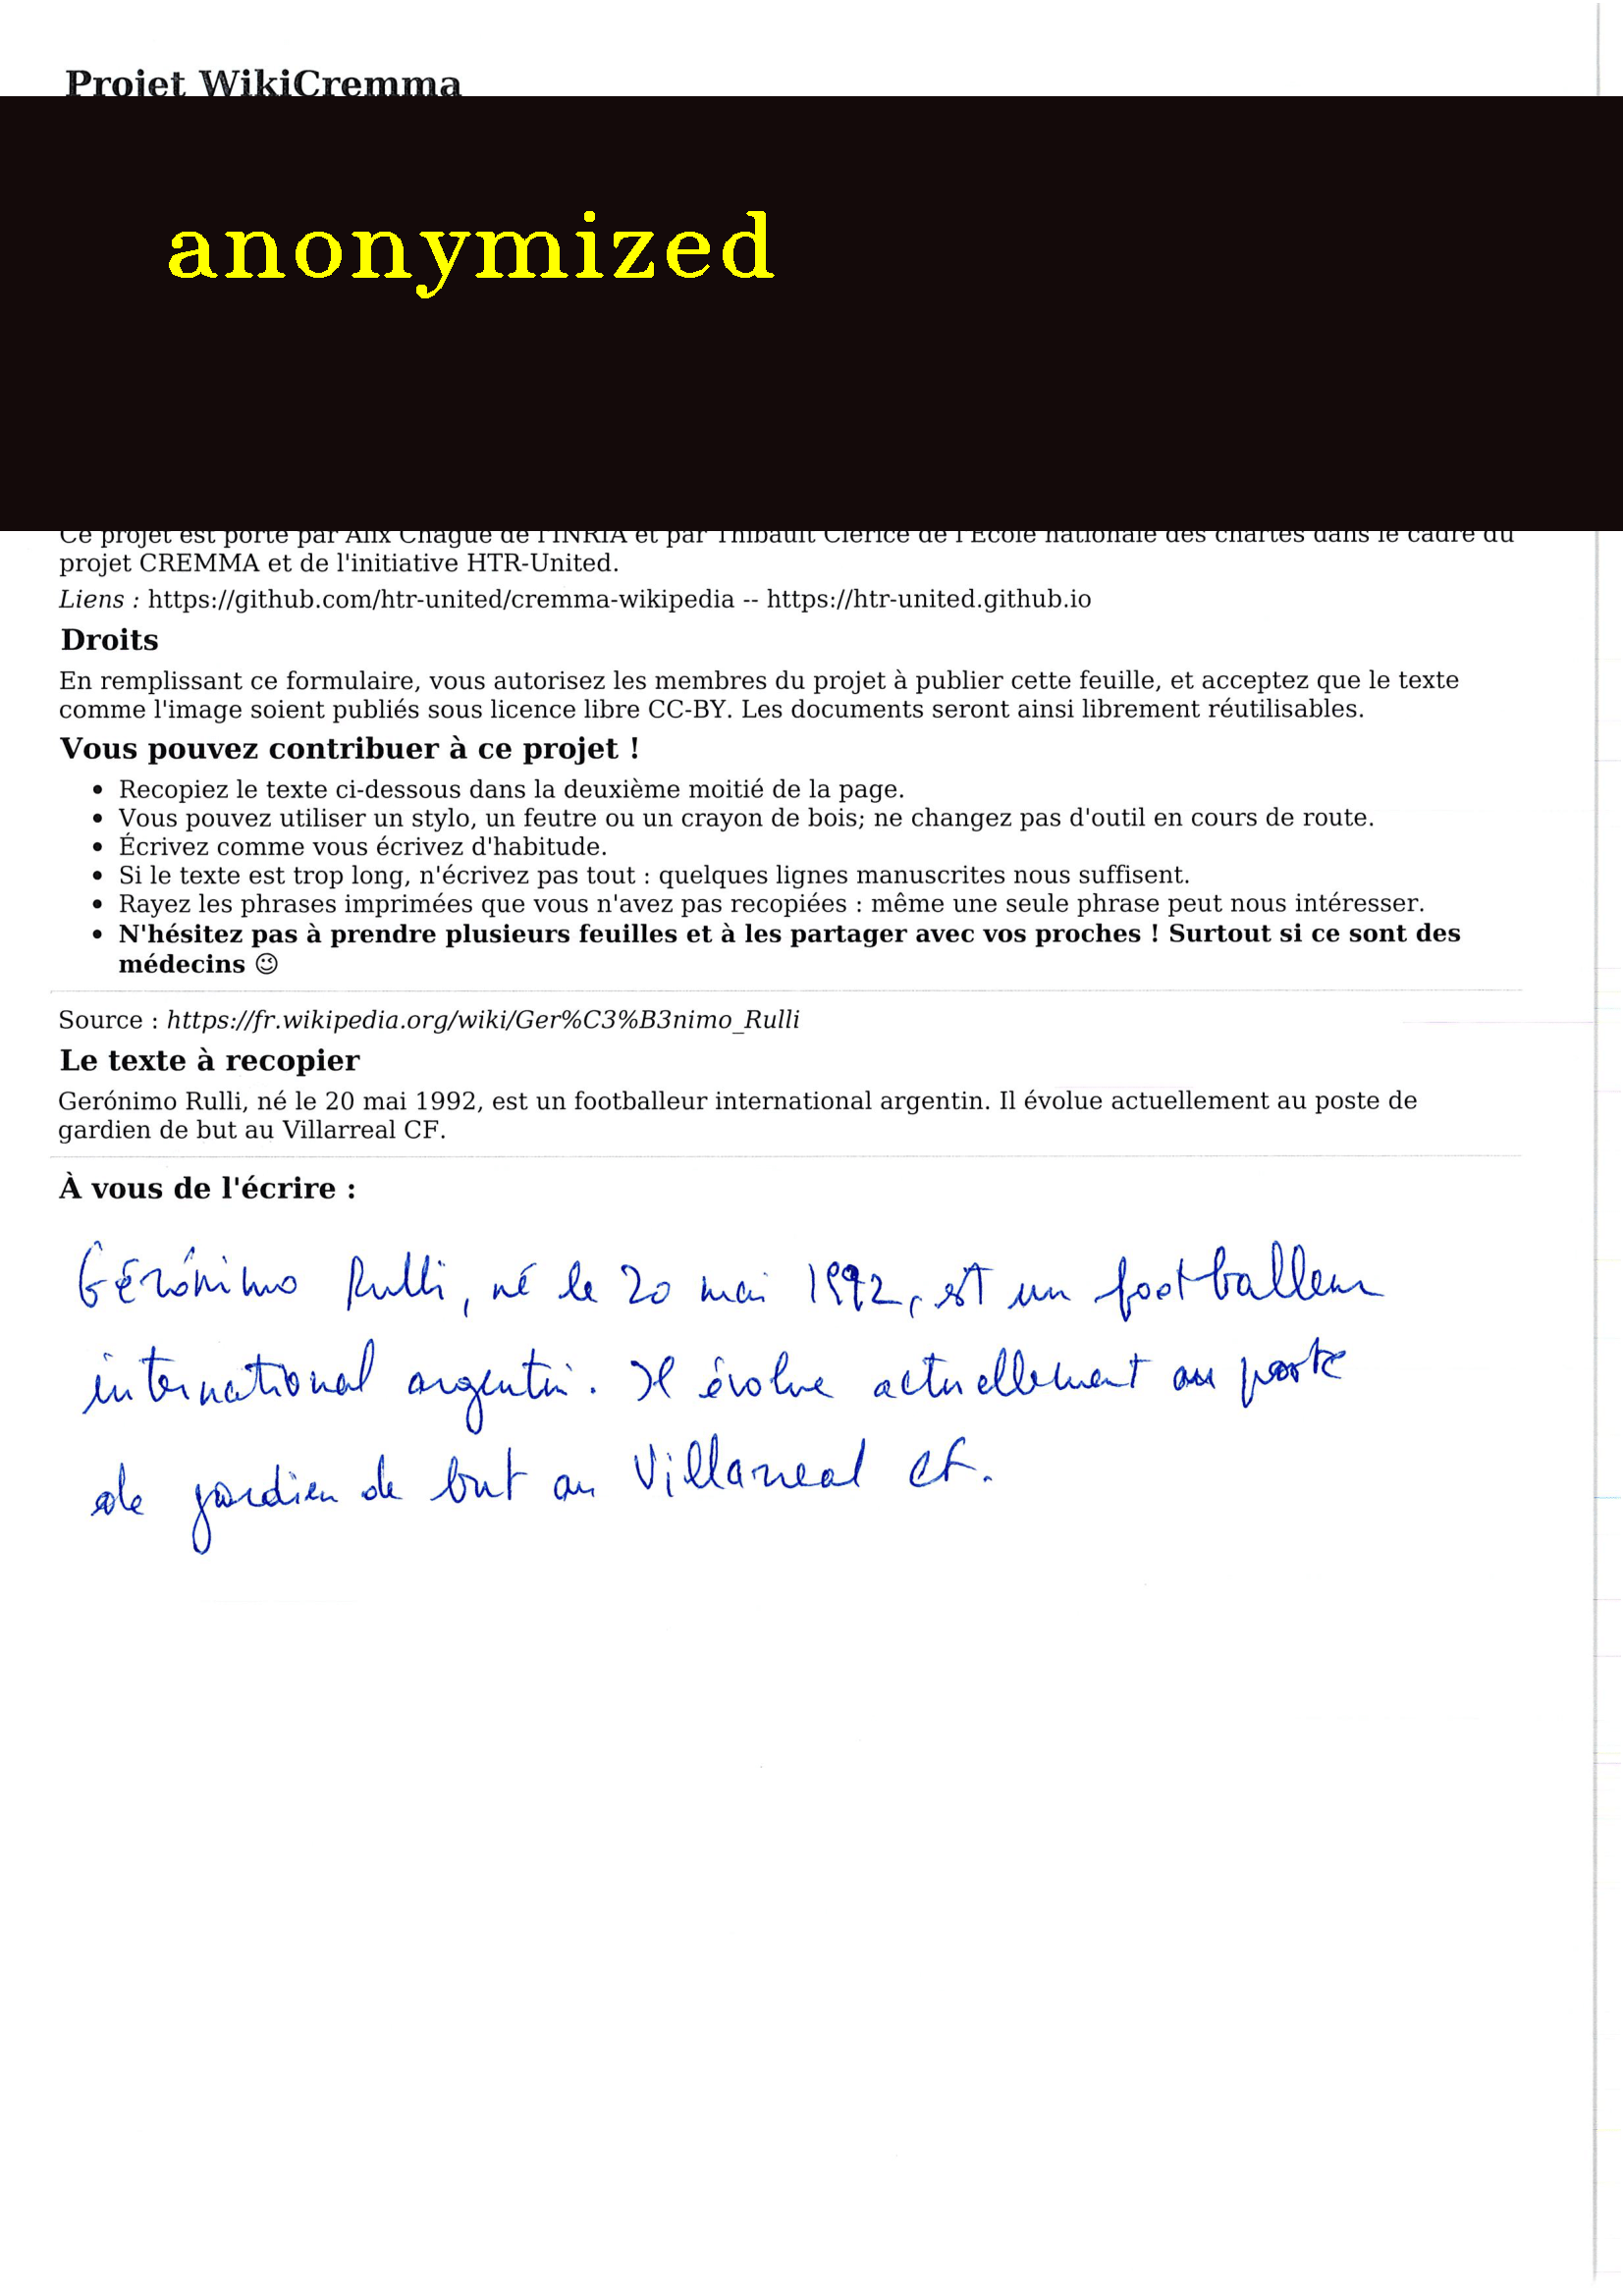 Projet WikiCremma
anonymized
Ce projet est porté par Alix Chagué de l'INRIA et par Thibault Clérice de l'École nationale des chartes dans le cadre du
projet CREMMA et de l'initiative HTR-United.
Liens : https://github.com/htr-united/cremma-wikipedia -- https://htr-united.github.io
Droits
En remplissant ce formulaire, vous autorisez les membres du projet à publier cette feuille, et acceptez que le texte
comme l'image soient publiés sous licence libre CC-BY. Les documents seront ainsi librement réutilisables.
Vous pouvez contribuer à ce projet !
• Recopiez le texte ci-dessous dans la deuxième moitié de la page.
• Vous pouvez utiliser un stylo, un feutre ou un crayon de bois; ne changez pas d'outil en cours de route.
• Écrivez comme vous écrivez d'habitude.
• Si le texte est trop long, n'écrivez pas tout : quelques lignes manuscrites nous suffisent.
• Rayez les phrases imprimées que vous n'avez pas recopiées : même une seule phrase peut nous intéresser.
• N'hésitez pas à prendre plusieurs feuilles et à les partager avec vos proches ! Surtout si ce sont des
médecins 😉
Source : https://fr.wikipedia.org/wiki/Ger%C3%B3nimo_Rulli
Le texte à recopier
Gerónimo Rulli, né le 20 mai 1992, est un footballeur international argentin. Il évolue actuellement au poste de
gardien de but au Villarreal CF.
À vous de l'écrire :
Gérónimo Rulli, né le 20 mai 1992, est un footballeur
international argentin. Il évolue actuellement au poste
de gardien de but au Villarreal CF.